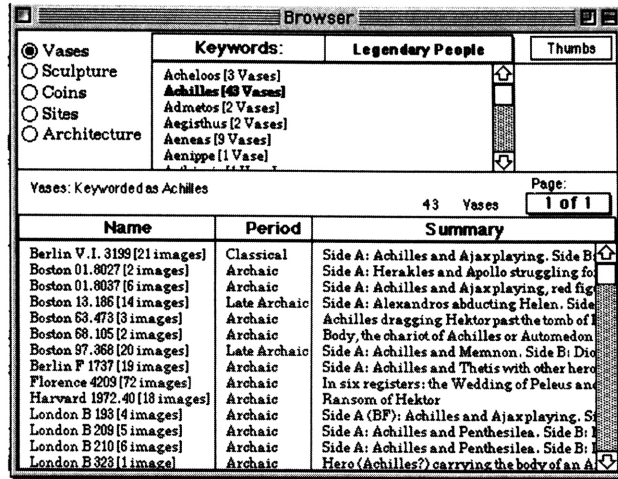 Browser
Vases
Sculpture
Coins
Sites
Architecture
Keywords: Legendary People Thumbs
Acheloos [3 Vases]
Achilles [43 Vases]
Admetos [2 Vases]
Aegisthus [2 Vases]
Aeneas [9 Vases]
Aenippe [1 Vase]
Vases: Keyworded as Achilles
43 Vases
Page:
1 of 1
Name Period Summary
Berlin V.I. 3199 [21 images] Classical Side A: Achilles and Ajax playing. Side B:
Boston 01.8027 [2 images] Archaic Side A: Herakles and Apollo struggling fo
Boston 01.8037 [6 images] Archaic Side A: Achilles and Ajax playing, red fig
Boston 13.186 [14 images] Late Archaic Side A: Alexandros abducting Helen. Side
Boston 63.473 [3 images] Archaic Achilles dragging Hektor past the tomb of
Boston 68.105 [2 images] Archaic Body, the chariot of Achilles or Automedon
Boston 97.368 [20 images] Late Archaic Side A: Achilles and Memnon. Side B: Dio
Berlin F 1737 [19 images] Archaic Side A: Achilles and Thetis with other hero
Florence 4209 [72 images] Archaic In six registers: the Wedding of Peleus and
Harvard 1972.40 [18 images] Archaic Ransom of Hektor
London B 193 [4 images] Archaic Side A (BF): Achilles and Ajax playing. Si
London B 209 [5 images] Archaic Side A: Achilles and Penthesilea. Side B:
London B 210 [6 images] Archaic Side A: Achilles and Penthesilea. Side B:
London B 323 [1 image] Archaic Hero (Achilles?) carrying the body of an A